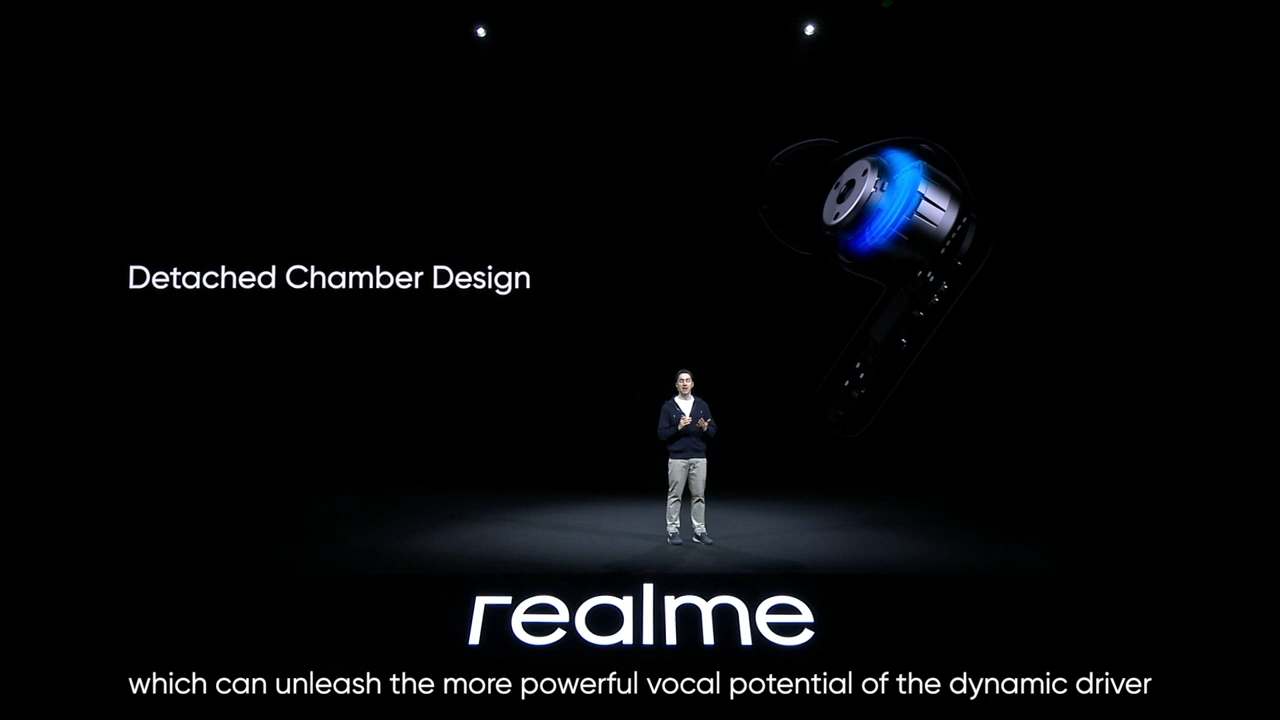 Detached Chamber Design
realme
which can unleash the more powerful vocal potential of the dynamic driver